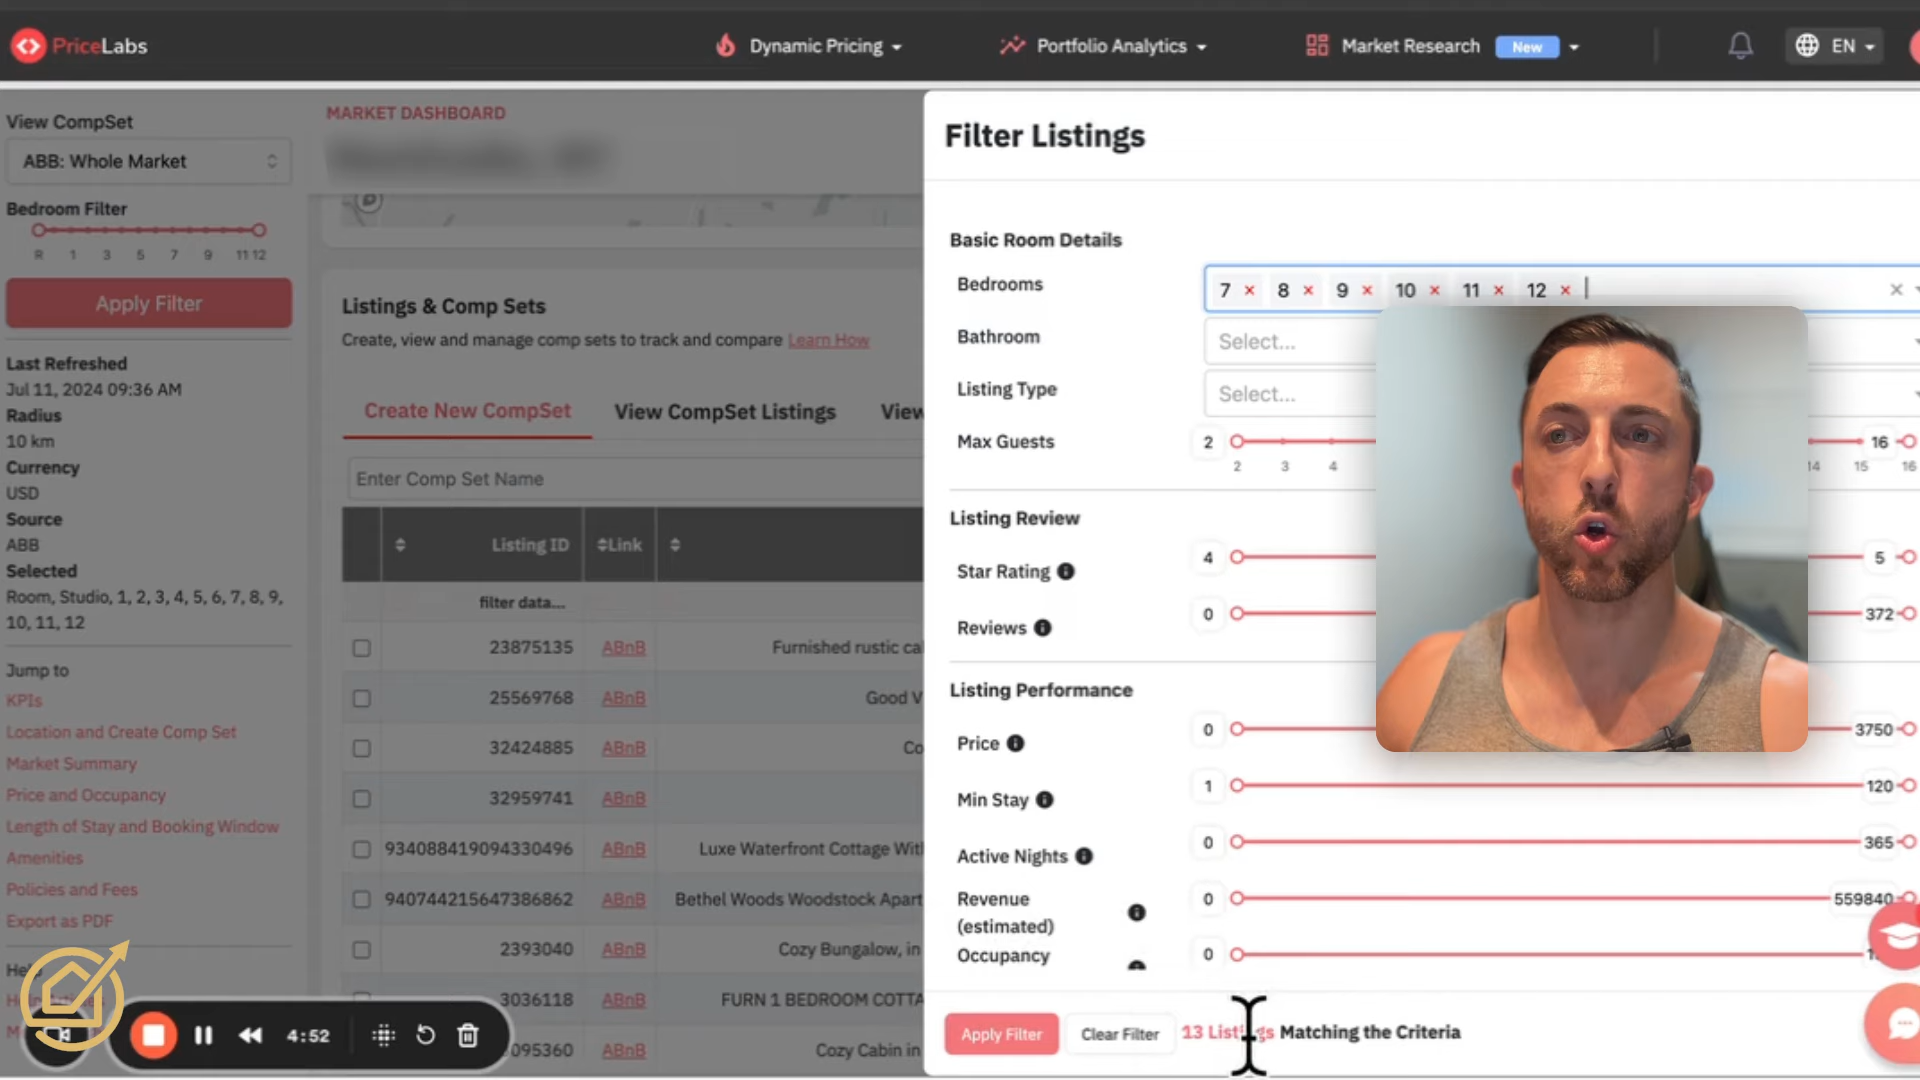 PriceLabs
Dynamic Pricing
Portfolio Analytics
Market Research New
EN
View CompSet
ABB: Whole Market
Bedroom Filter
R 1 3 5 7 9 11 12
Apply Filter
Last Refreshed
Jul 11, 2024 09:36 AM
Radius
10 km
Currency
USD
Source
ABB
Selected
Room, Studio, 1, 2, 3, 4, 5, 6, 7, 8, 9,
10, 11, 12
Jump to
KPIs
Location and Create Comp Set
Market Summary
Price and Occupancy
Length of Stay and Booking Window
Amenities
Policies and Fees
Export as PDF
4:52
MARKET DASHBOARD
Listings & Comp Sets
Create, view and manage comp sets to track and compare Learn How
Create New CompSet View CompSet Listings View
Enter Comp Set Name
Listing ID Link
filter data...
23875135 ABnB Furnished rustic ca
25569768 ABnB Good V
32424885 ABnB Co
32959741 ABnB
934088419094330496 ABnB Luxe Waterfront Cottage Wit
940744215647386862 ABnB Bethel Woods Woodstock Apart
2393040 ABnB Cozy Bungalow, in
3036118 ABnB FURN 1 BEDROOM COTTA
095360 ABnB Cozy Cabin in
Filter Listings
Basic Room Details
Bedrooms 7 × 8 × 9 × 10 × 11 × 12 ×
Bathroom Select...
Listing Type Select...
Max Guests 2 16
2 3 4 14 15 16
Listing Review
Star Rating 4 5
Reviews 0 372
Listing Performance
Price 0 3750
Min Stay 1 120
Active Nights 0 365
Revenue
(estimated) 0 559840
Occupancy 0
Apply Filter Clear Filter 13 Listings Matching the Criteria